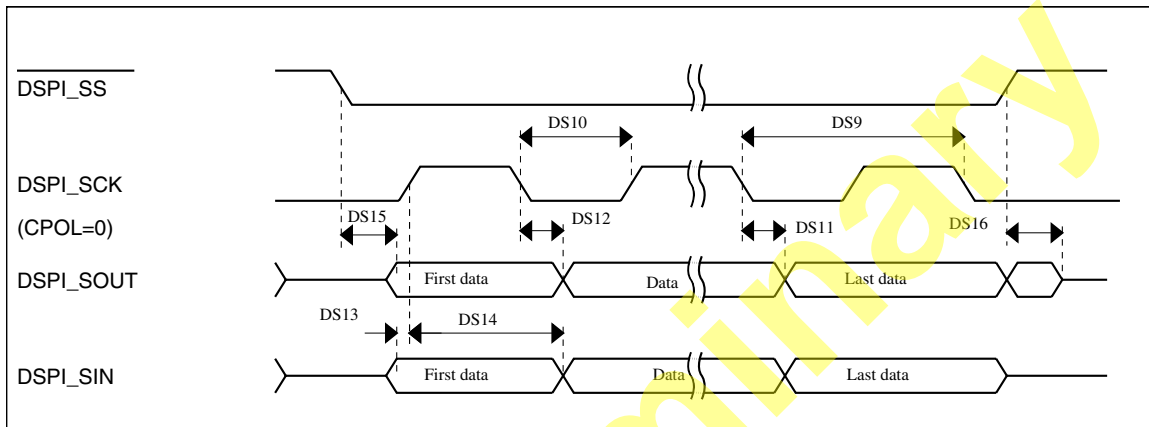 DSPI_SS
DS10
DS9
DSPI_SCK
(CPOL=0)
DS15
DS12
DS11
DS16
DSPI_SOUT
First data
Data
Last data
DS13
DS14
DSPI_SIN
First data
Data
Last data
minary